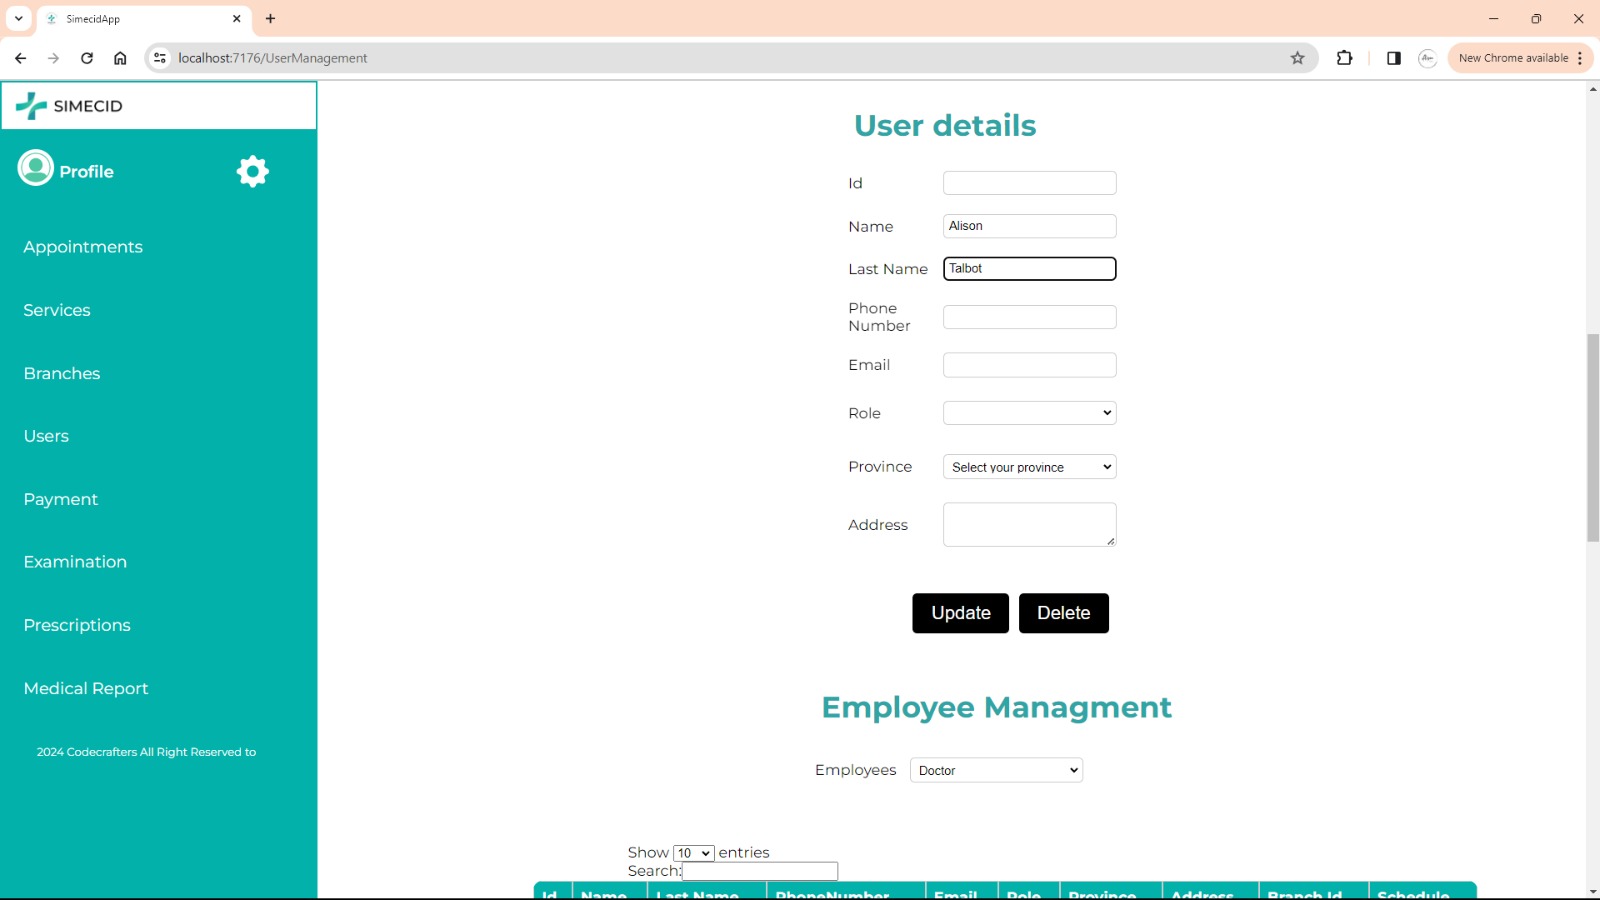 SimecidApp
localhost:7176/UserManagement
New Chrome available
SIMECID
Profile
Appointments
Services
Branches
Users
Payment
Examination
Prescriptions
Medical Report
2024 Codecrafters All Right Reserved to
User details
Id
Name Alison
Last Name Talbot
Phone
Number
Email
Role
Province Select your province
Address
Update Delete
Employee Managment
Employees Doctor
Show 10 entries
Search:
Id Name Last Name PhoneNumber Email Role Province Address Branch Id Schedule